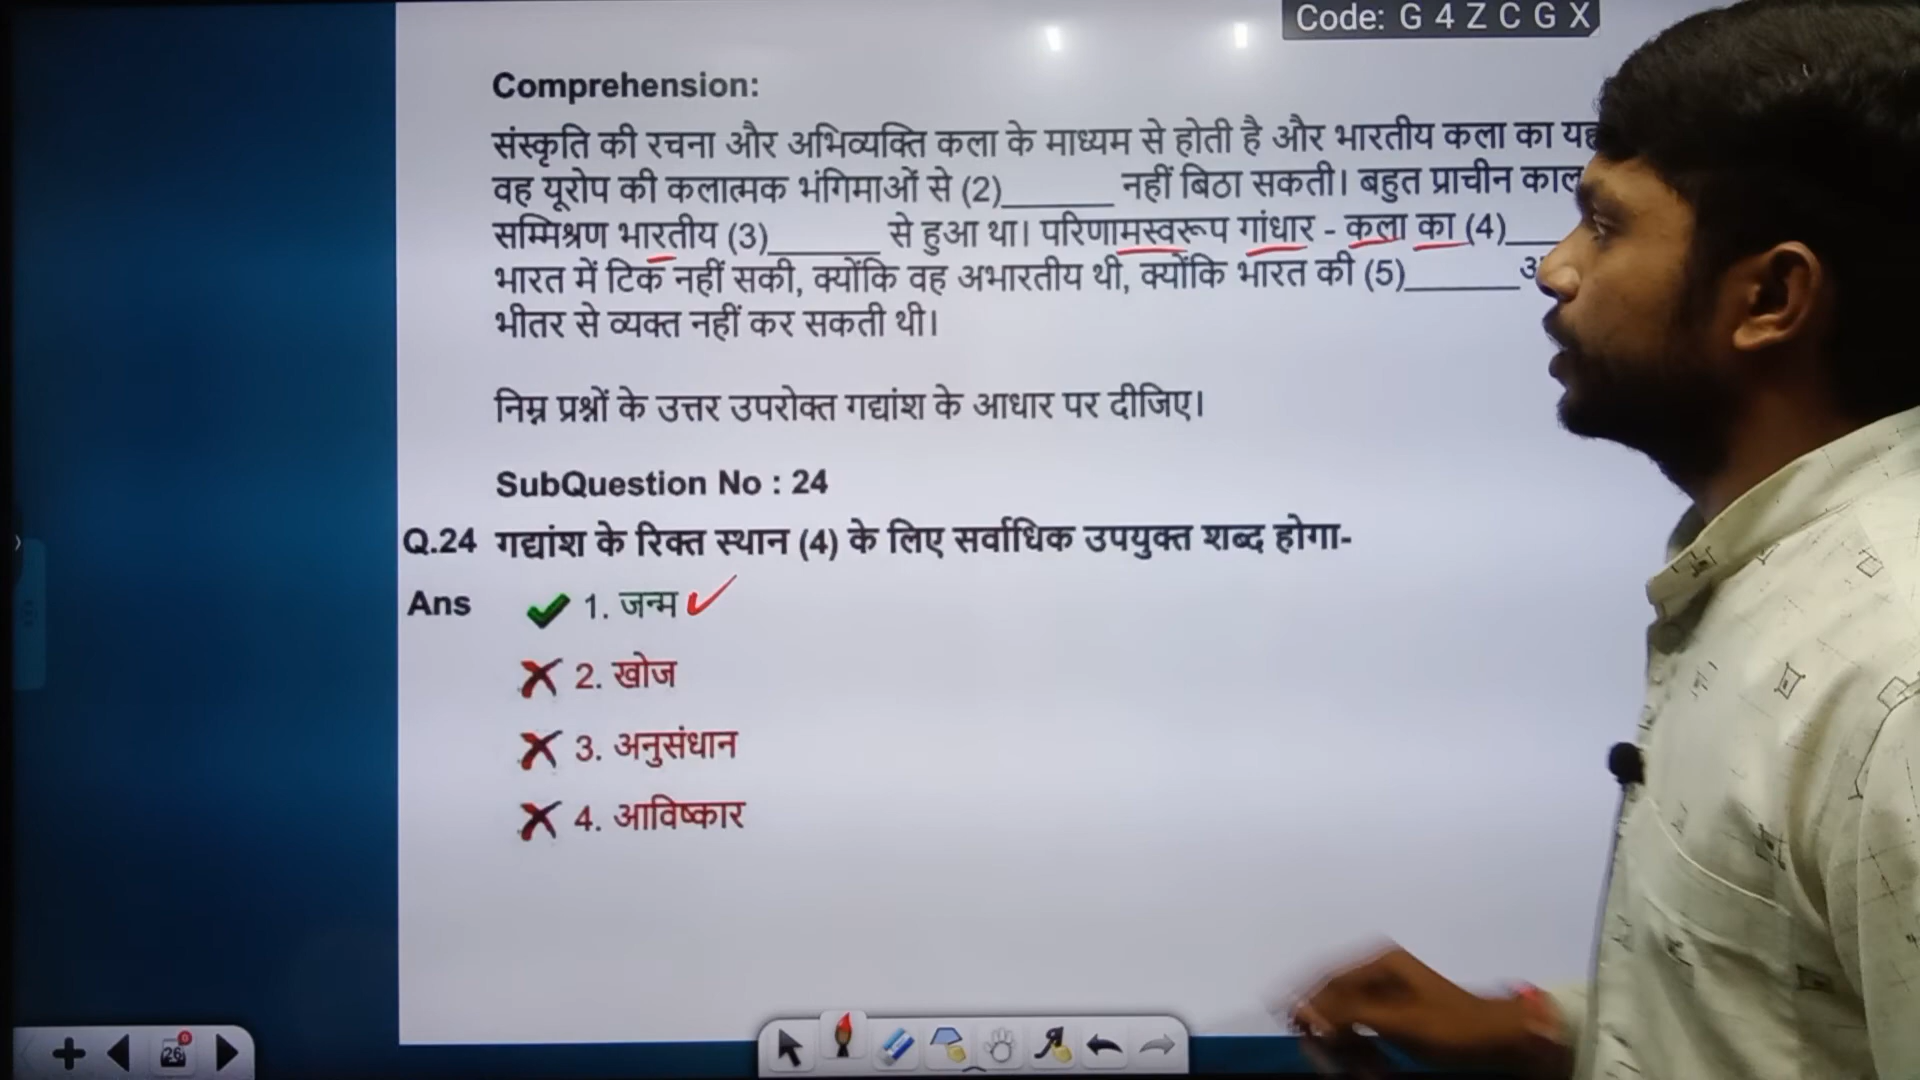 Code: G 4 Z C G X
Comprehension:
संस्कृति की रचना और अभिव्यक्ति कला के माध्यम से होती है और भारतीय कला का यह
वह यूरोप की कलात्मक भंगिमाओं से (2)______ नहीं बिठा सकती। बहुत प्राचीन काल
सम्मिश्रण भारतीय (3)______ से हुआ था। परिणामस्वरूप गांधार - कला का (4)___
भारत में टिक नहीं सकी, क्योंकि वह अभारतीय थी, क्योंकि भारत की (5)______
भीतर से व्यक्त नहीं कर सकती थी।
निम्न प्रश्नों के उत्तर उपरोक्त गद्यांश के आधार पर दीजिए।
SubQuestion No : 24
Q.24 गद्यांश के रिक्त स्थान (4) के लिए सर्वाधिक उपयुक्त शब्द होगा-
Ans 1. जन्म
2. खोज
3. अनुसंधान
4. आविष्कार
26